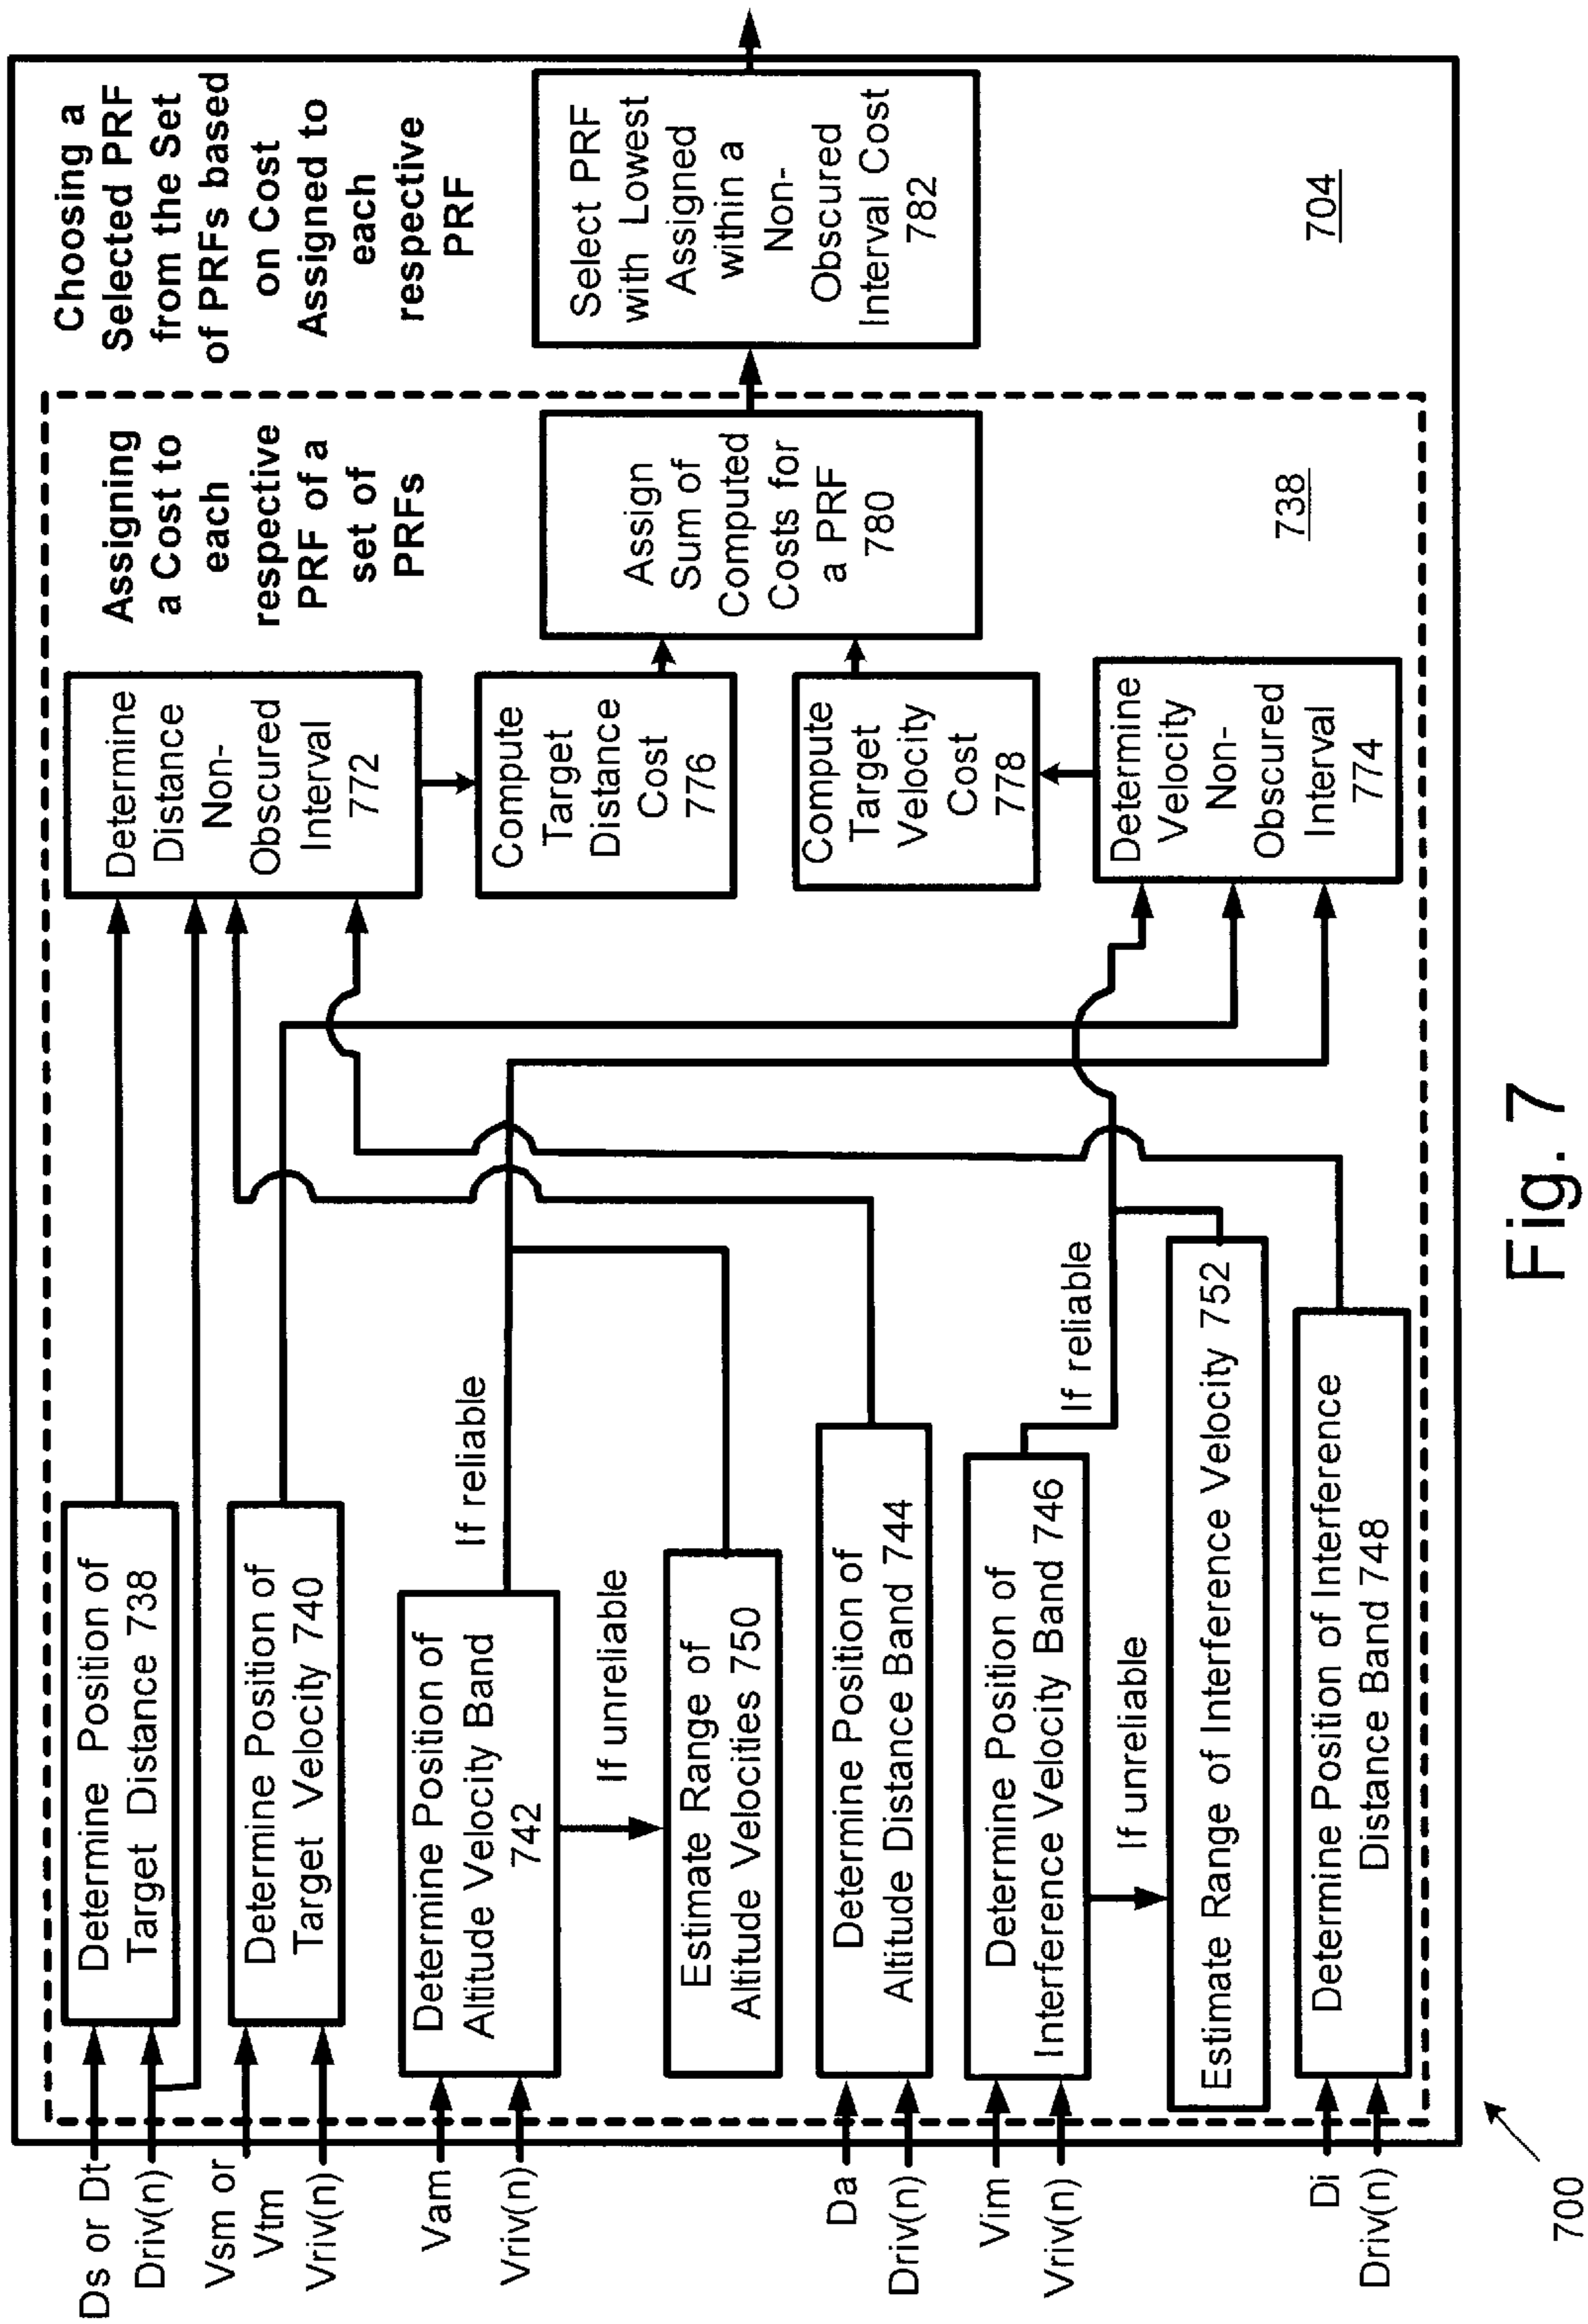 Ds or Dt
Driv(n)
Vsm or
Vtm
Vriv(n)
Vam
Vriv(n)
Da
Driv(n)
Vim
Vriv(n)
Di
Driv(n)
Determine Position of
Target Distance 738
Determine Position of
Target Velocity 740
Determine Position of
Altitude Velocity Band
742
If reliable
If unreliable
Estimate Range of
Altitude Velocities 750
Determine Position of
Altitude Distance Band 744
Determine Position of
Interference Velocity Band 746
If reliable
If unreliable
Estimate Range of Interference Velocity 752
Determine Position of Interference
Distance Band 748
Determine
Distance
Non-
Obscured
Interval
772
Compute
Target
Distance
Cost
776
Compute
Target
Velocity
Cost
778
Determine
Velocity
Non-
Obscured
Interval
774
Assigning
a Cost to
each
respective
PRF of a
set of
PRFs
Assign
Sum of
Computed
Costs for
a PRF
780
738
Choosing a
Selected PRF
from the Set
of PRFs based
on Cost
Assigned to
each
respective
PRF
Select PRF
with Lowest
Assigned
within a
Non-
Obscured
Interval Cost
782
704
700
Fig. 7